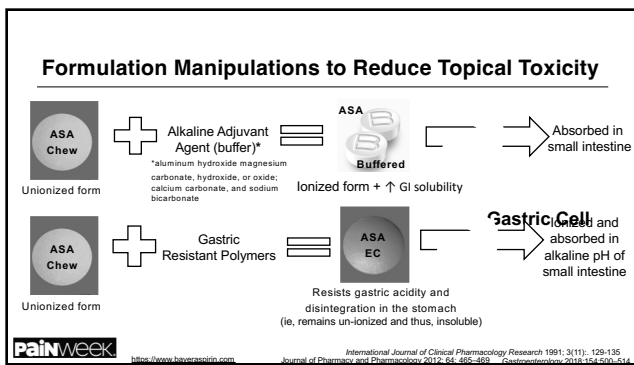 Formulation Manipulations to Reduce Topical Toxicity
ASA
Chew
Unionized form
Alkaline Adjuvant
Agent (buffer)*
*aluminum hydroxide magnesium
carbonate, hydroxide, or oxide;
calcium carbonate, and sodium
bicarbonate
ASA
B
B
Buffered
Ionized form + ↑ GI solubility
Absorbed in
small intestine
ASA
Chew
Unionized form
Gastric
Resistant Polymers
ASA
EC
Resists gastric acidity and
disintegration in the stomach
(ie, remains un-ionized and thus, insoluble)
Gastric Cell
Ionized and
absorbed in
alkaline pH of
small intestine
PaiNWEEK.
https://www.bayeraspirin.com
International Journal of Clinical Pharmacology Research 1991; 3(11):. 129-135
Journal of Pharmacy and Pharmacology 2012; 64: 465–469 Gastroenterology 2018;154:500–514